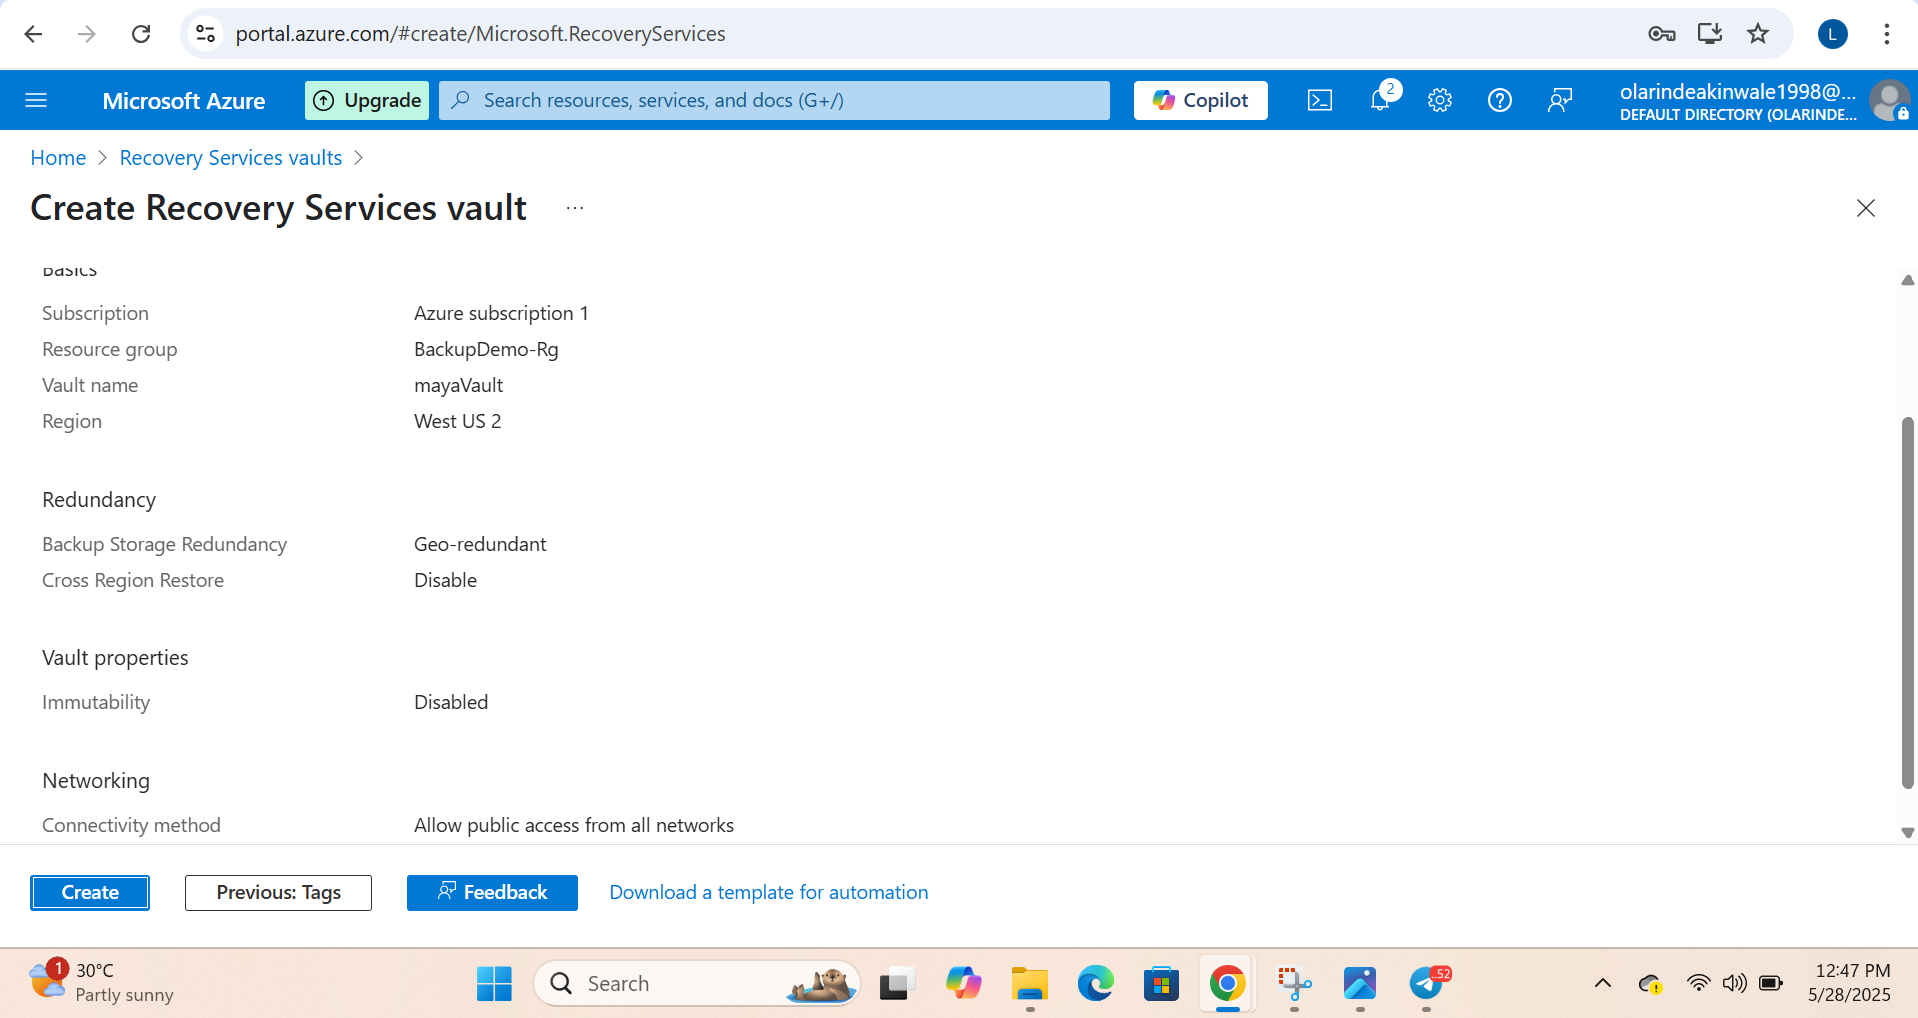 portal.azure.com/#create/Microsoft.RecoveryServices
L
Microsoft Azure
Upgrade
Search resources, services, and docs (G+/)
Copilot
2
olarindeakinwale1998@...
DEFAULT DIRECTORY (OLARINDE...
Home > Recovery Services vaults >
Create Recovery Services vault ...
Basics
Subscription Azure subscription 1
Resource group BackupDemo-Rg
Vault name mayaVault
Region West US 2
Redundancy
Backup Storage Redundancy Geo-redundant
Cross Region Restore Disable
Vault properties
Immutability Disabled
Networking
Connectivity method Allow public access from all networks
Create
Previous: Tags
Feedback
Download a template for automation
1
30°C
Partly sunny
Search
..52
12:47 PM
5/28/2025